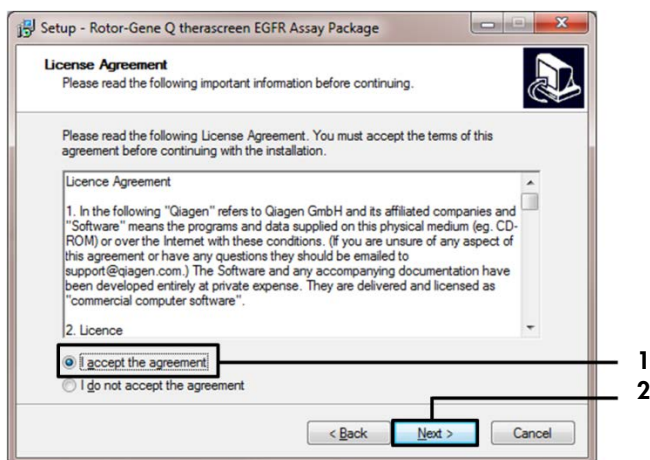 Setup - Rotor-Gene Q therascreen EGFR Assay Package
License Agreement
Please read the following important information before continuing.
Please read the following License Agreement. You must accept the terms of this
agreement before continuing with the installation.
Licence Agreement
1. In the following "Qiagen" refers to Qiagen GmbH and its affiliated companies and
"Software" means the programs and data supplied on this physical medium (eg. CD-
ROM) or over the Internet with these conditions. (If you are unsure of any aspect of
this agreement or have any questions they should be emailed to
support@qiagen.com.) The Software and any accompanying documentation have
been developed entirely at private expense. They are delivered and licensed as
"commercial computer software".
2. Licence
I accept the agreement
I do not accept the agreement
1
2
< Back
Next >
Cancel